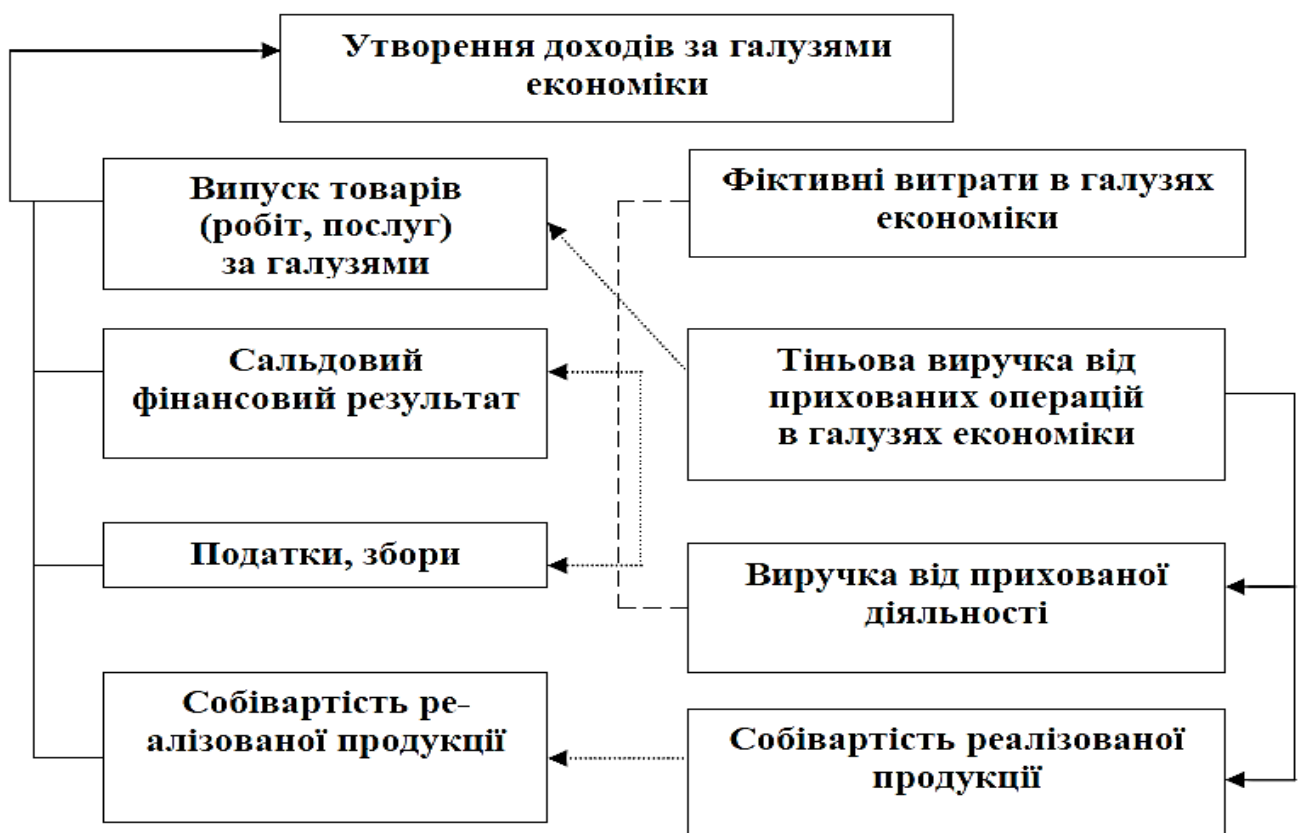 Утворення доходів за галузями
економіки
Випуск товарів
(робіт, послуг)
за галузями
Фіктивні витрати в галузях
економіки
Сальдовий
фінансовий результат
Тіньова виручка від
прихованих операцій
в галузях економіки
Податки, збори
Виручка від прихованої
діяльності
Собівартість ре-
алізованої продукції
Собівартість реалізованої
продукції